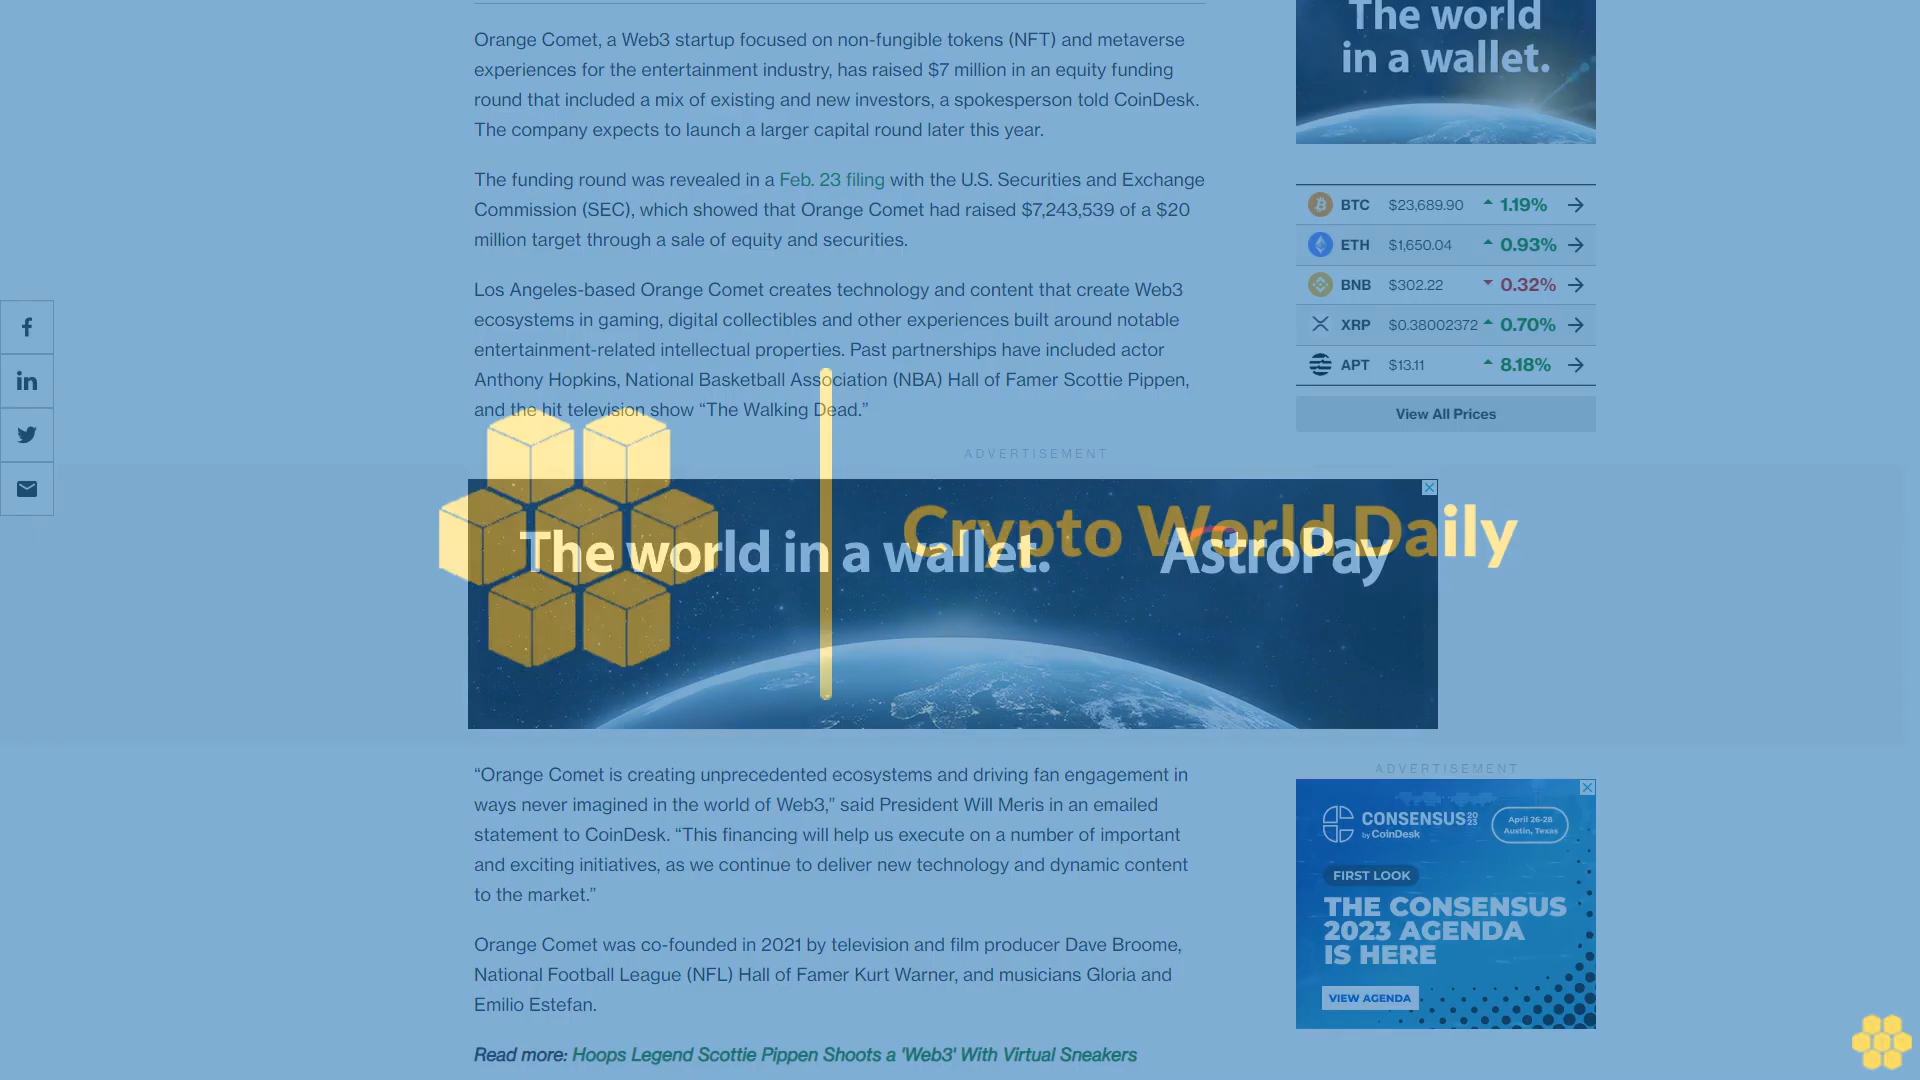 Orange Comet, a Web3 startup focused on non-fungible tokens (NFT) and metaverse
experiences for the entertainment industry, has raised $7 million in an equity funding
round that included a mix of existing and new investors, a spokesperson told CoinDesk.
The company expects to launch a larger capital round later this year.
The funding round was revealed in a Feb. 23 filing with the U.S. Securities and Exchange
Commission (SEC), which showed that Orange Comet had raised $7,243,539 of a $20
million target through a sale of equity and securities.
Los Angeles-based Orange Comet creates technology and content that create Web3
ecosystems in gaming, digital collectibles and other experiences built around notable
entertainment-related intellectual properties. Past partnerships have included actor
Anthony Hopkins, National Basketball Association (NBA) Hall of Famer Scottie Pippen,
and the hit television show “The Walking Dead.”
ADVERTISEMENT
The world in a wallet.
AstroPay
Crypto World Daily
“Orange Comet is creating unprecedented ecosystems and driving fan engagement in
ways never imagined in the world of Web3,” said President Will Meris in an emailed
statement to CoinDesk. “This financing will help us execute on a number of important
and exciting initiatives, as we continue to deliver new technology and dynamic content
to the market.”
Orange Comet was co-founded in 2021 by television and film producer Dave Broome,
National Football League (NFL) Hall of Famer Kurt Warner, and musicians Gloria and
Emilio Estefan.
Read more: Hoops Legend Scottie Pippen Shoots a 'Web3' With Virtual Sneakers
The world
in a wallet.
BTC $23,689.90 1.19%
ETH $1,650.04 0.93%
BNB $302.22 0.32%
XRP $0.38002372 0.70%
APT $13.11 8.18%
View All Prices
ADVERTISEMENT
CONSENSUS 2023
by CoinDesk
April 26-28
Austin, Texas
FIRST LOOK
THE CONSENSUS
2023 AGENDA
IS HERE
VIEW AGENDA